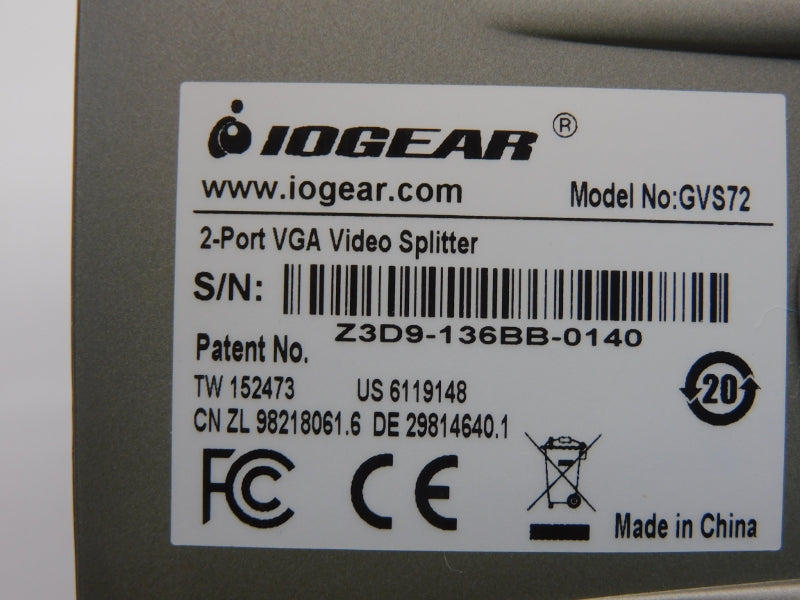 IOGEAR ®
www.iogear.com Model No:GVS72
2-Port VGA Video Splitter
S/N:
Z3D9-136BB-0140
Patent No.
TW 152473 US 6119148
CN ZL 98218061.6 DE 29814640.1
20
FC CE
Made in China